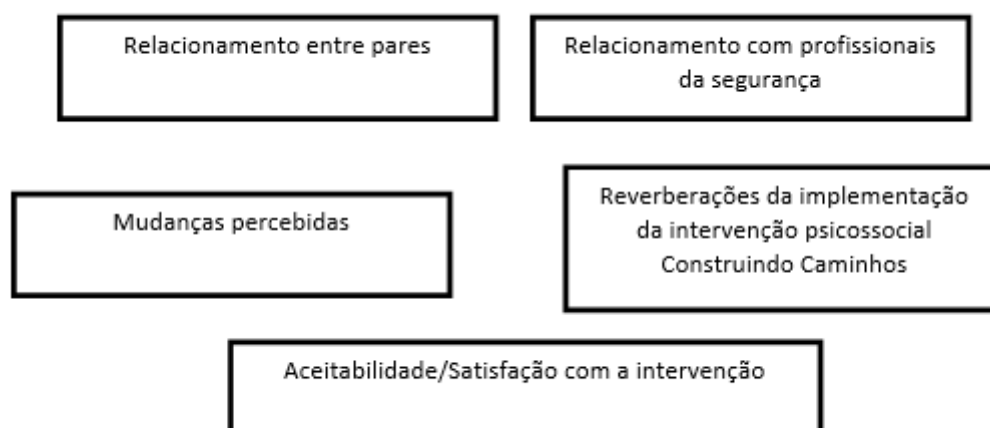 Relacionamento entre pares
Relacionamento com profissionais
da segurança
Mudanças percebidas
Reverberações da implementação
da intervenção psicossocial
Construindo Caminhos
Aceitabilidade/Satisfação com a intervenção